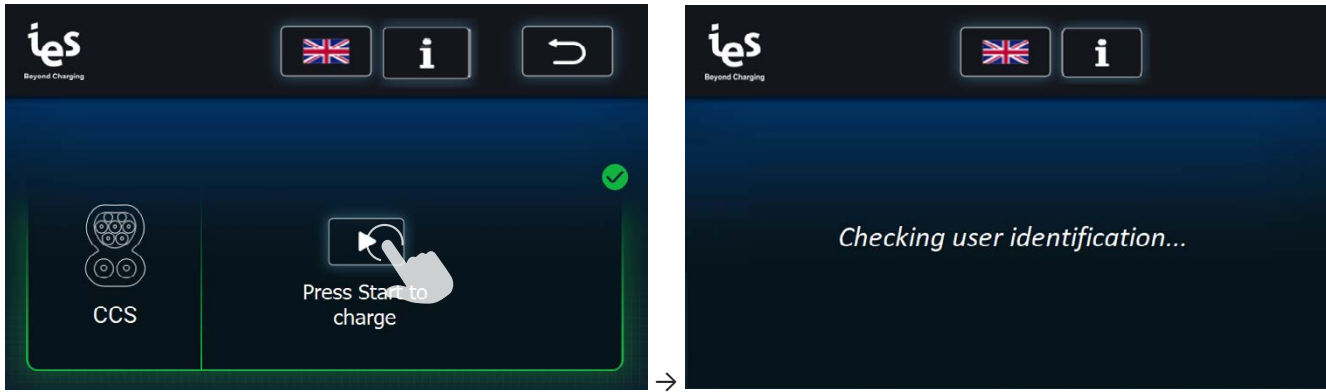 ies
Beyond Charging
i
CCS
Press Start to
charge
→
ies
Beyond Charging
i
Checking user identification...